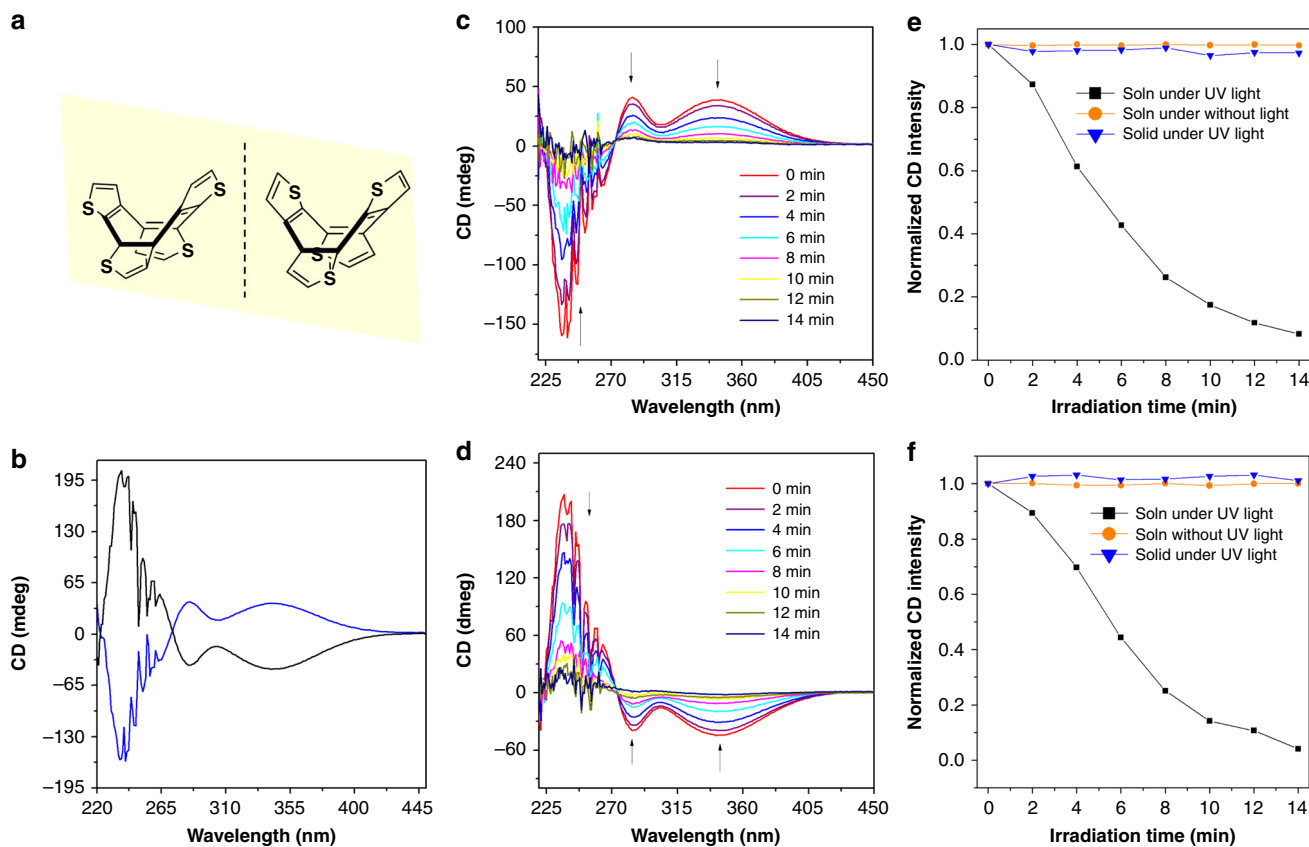 a
S
S
S
S
S
S
S
S
b
195
130
65
0
−65
−130
−195
CD (mdeg)
220 265 310 355 400 445
Wavelength (nm)
c
100
50
0
−50
−100
−150
CD (mdeg)
0 min
2 min
4 min
6 min
8 min
10 min
12 min
14 min
225 270 315 360 405 450
Wavelength (nm)
d
240
180
120
60
0
−60
CD (dmeg)
0 min
2 min
4 min
6 min
8 min
10 min
12 min
14 min
225 270 315 360 405 450
Wavelength (nm)
e
1.0
0.8
0.6
0.4
0.2
0.0
Normalized CD intensity
Soln under UV light
Soln under without light
Solid under UV light
0 2 4 6 8 10 12 14
Irradiation time (min)
f
1.0
0.8
0.6
0.4
0.2
0.0
Normalized CD intensity
Soln under UV light
Soln without UV light
Solid under UV light
0 2 4 6 8 10 12 14
Irradiation time (min)